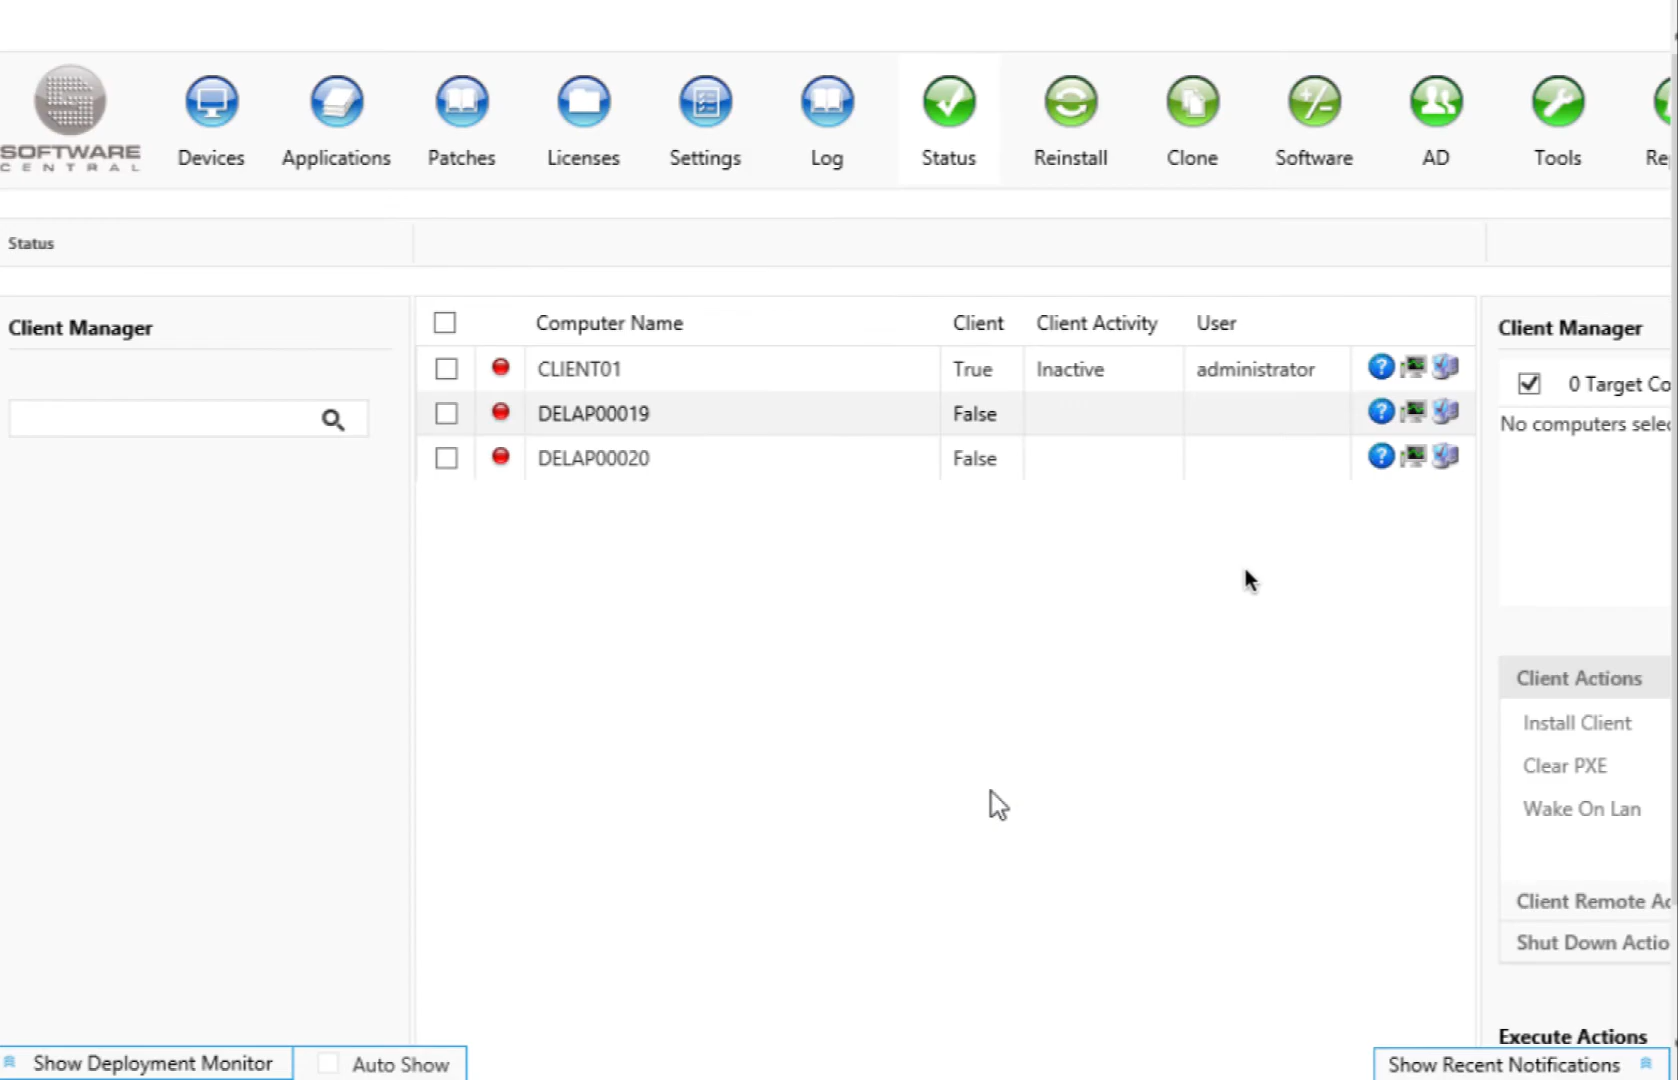 SOFTWARE
CENTRAL
Devices
Applications
Patches
Licenses
Settings
Log
Status
Reinstall
Clone
Software
AD
Tools
Re
Status
Client Manager
Computer Name Client Client Activity User
CLIENT01 True Inactive administrator
DELAP00019 False
DELAP00020 False
Client Manager
0 Target Co
No computers selec
Client Actions
Install Client
Clear PXE
Wake On Lan
Client Remote Ac
Shut Down Actio
Execute Actions
Show Deployment Monitor
Auto Show
Show Recent Notifications